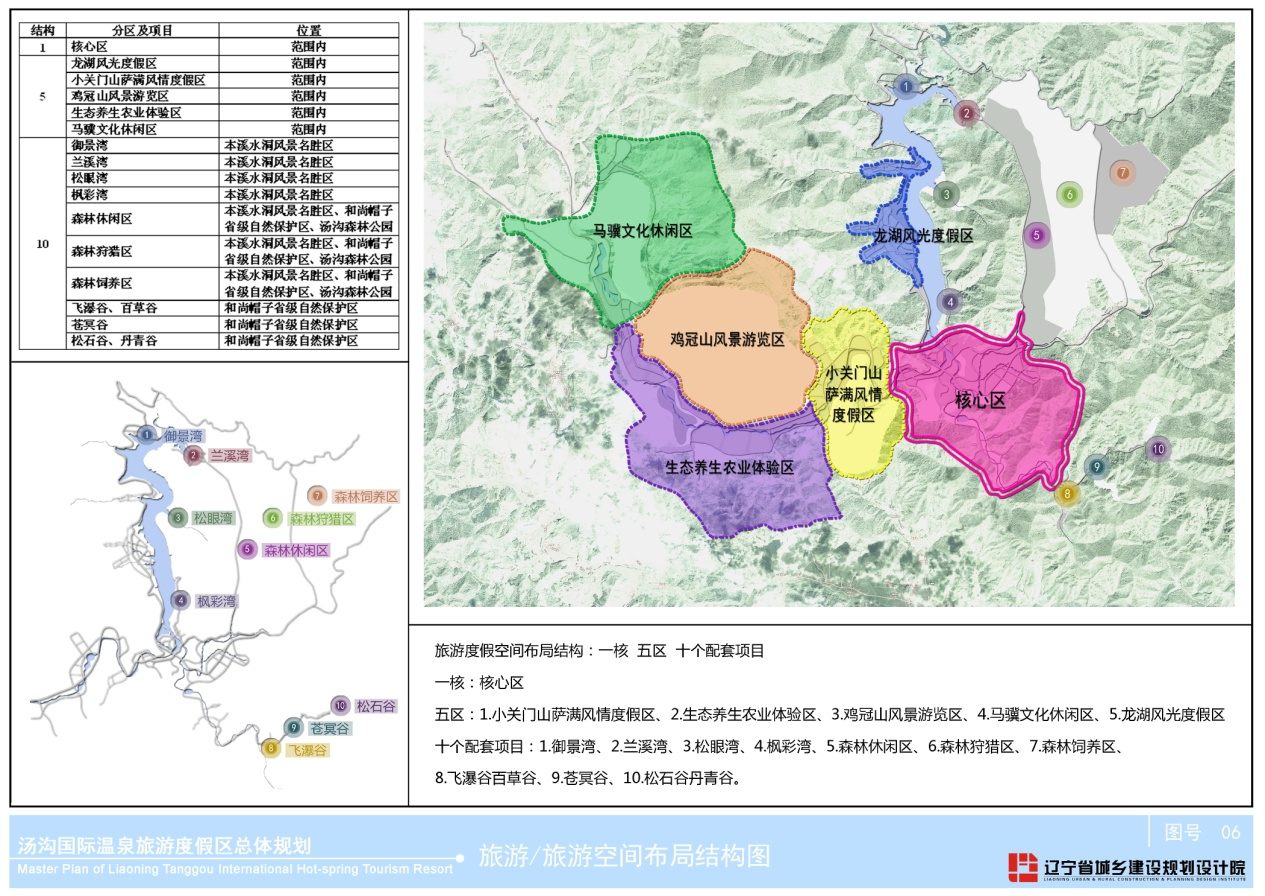 结构 分区及项目 位置
1 核心区 范围内
5 龙湖风光度假区 范围内
小关门山萨满风情度假区 范围内
鸡冠山风景游览区 范围内
生态养生农业体验区 范围内
马骥文化休闲区 范围内
10 御景湾 本溪水洞风景名胜区
兰溪湾 本溪水洞风景名胜区
松眼湾 本溪水洞风景名胜区
枫彩湾 本溪水洞风景名胜区
森林休闲区 本溪水洞风景名胜区、和尚帽子
省级自然保护区、汤沟森林公园
森林狩猎区 本溪水洞风景名胜区、和尚帽子
省级自然保护区、汤沟森林公园
森林饲养区 本溪水洞风景名胜区、和尚帽子
省级自然保护区、汤沟森林公园
飞瀑谷、百草谷 和尚帽子省级自然保护区
苍冥谷 和尚帽子省级自然保护区
松石谷、丹青谷 和尚帽子省级自然保护区
1 御景湾
2 兰溪湾
7 森林饲养区
3 松眼湾
6 森林狩猎区
5 森林休闲区
4 枫彩湾
10 松石谷
9 苍冥谷
8 飞瀑谷
1
2
7
3
6
马骥文化休闲区
龙湖风光度假区
5
4
鸡冠山风景游览区
小关门山
萨满风情
度假区
核心区
生态养生农业体验区
10
9
8
旅游度假空间布局结构：一核 五区 十个配套项目
一核：核心区
五区：1.小关门山萨满风情度假区、2.生态养生农业体验区、3.鸡冠山风景游览区、4.马骥文化休闲区、5.龙湖风光度假区
十个配套项目：1.御景湾、2.兰溪湾、3.松眼湾、4.枫彩湾、5.森林休闲区、6.森林狩猎区、7.森林饲养区、
8.飞瀑谷百草谷、9.苍冥谷、10.松石谷丹青谷。
汤沟国际温泉旅游度假区总体规划
Master Plan of Liaoning Tanggou International Hot-spring Tourism Resort
旅游/旅游空间布局结构图
图号 06
辽宁省城乡建设规划设计院
LIAONING URBAN & RURAL CONSTRUCTION & PLANNING DESIGN INSTITUTE